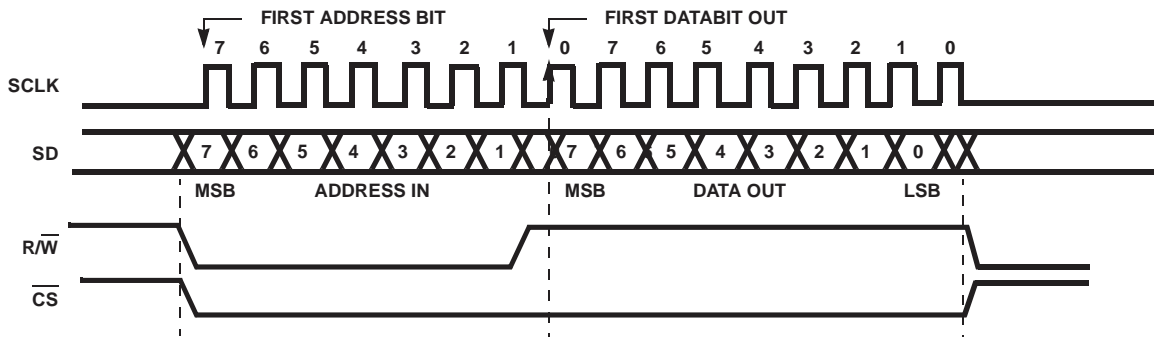 FIRST ADDRESS BIT FIRST DATABIT OUT
7 6 5 4 3 2 1 0 7 6 5 4 3 2 1 0
SCLK
SD 7 6 5 4 3 2 1 7 6 5 4 3 2 1 0
MSB ADDRESS IN MSB DATA OUT LSB
R/W̅
C̅S̅